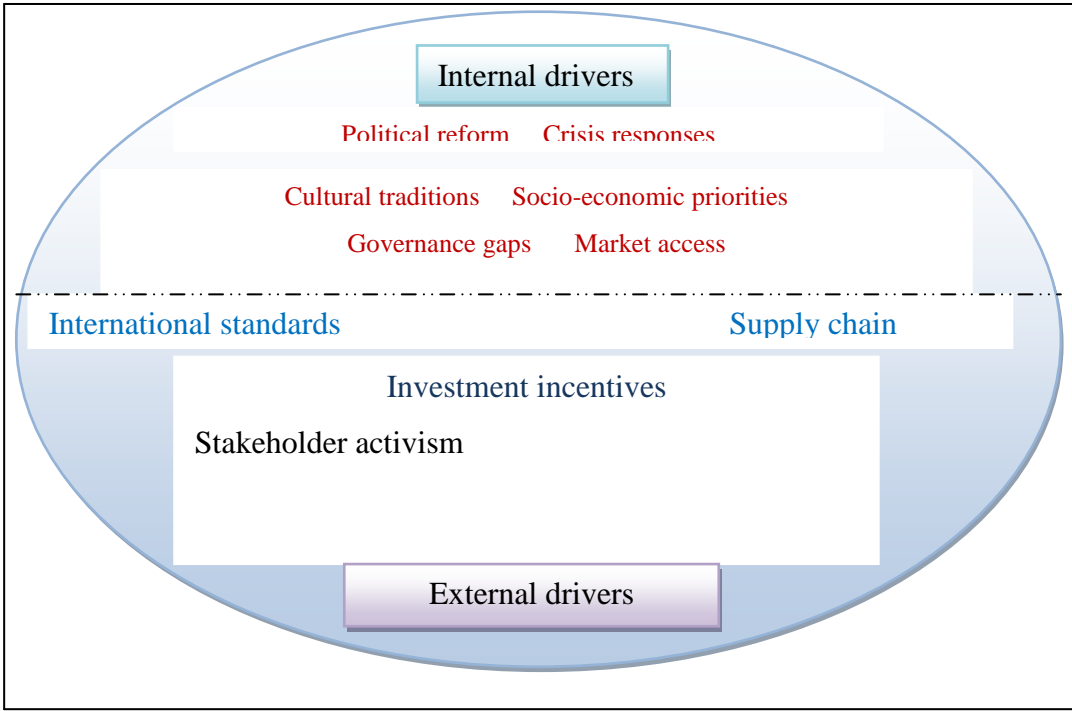 Internal drivers
Political reform Crisis responses
Cultural traditions Socio-economic priorities
Governance gaps Market access
International standards Supply chain
Investment incentives
Stakeholder activism
External drivers